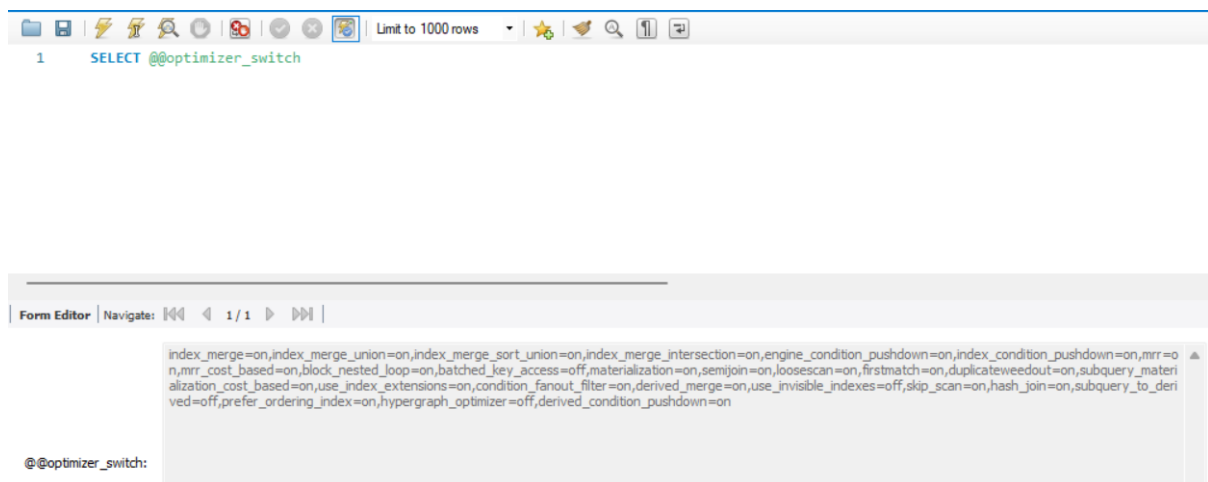 Limit to 1000 rows
1 SELECT @@optimizer_switch
Form Editor Navigate: 1 / 1
index_merge=on,index_merge_union=on,index_merge_sort_union=on,index_merge_intersection=on,engine_condition_pushdown=on,index_condition_pushdown=on,mrr=o
n,mrr_cost_based=on,block_nested_loop=on,batched_key_access=off,materialization=on,semijoin=on,loosescan=on,firstmatch=on,duplicateweedout=on,subquery_materi
alization_cost_based=on,use_index_extensions=on,condition_fanout_filter=on,derived_merge=on,use_invisible_indexes=off,skip_scan=on,hash_join=on,subquery_to_deri
ved=off,prefer_ordering_index=on,hypergraph_optimizer=off,derived_condition_pushdown=on
@@optimizer_switch: